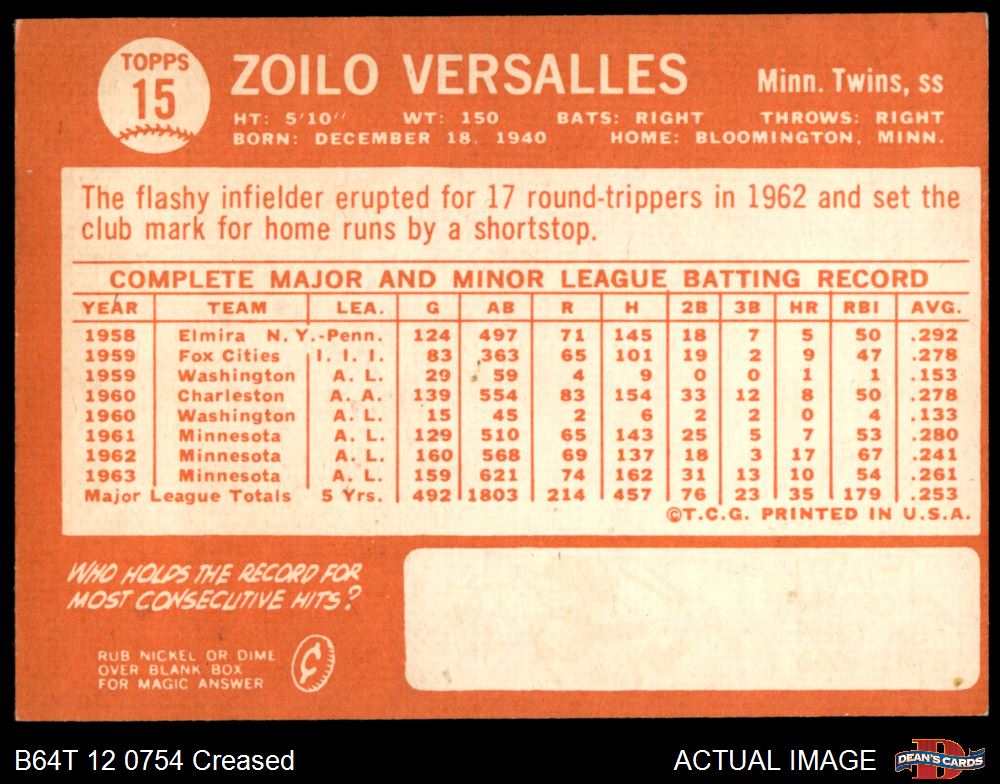 TOPPS
15
ZOILO VERSALLES
Minn. Twins, ss
HT: 5'10" WT: 150 BATS: RIGHT THROWS: RIGHT
BORN: DECEMBER 18, 1940 HOME: BLOOMINGTON, MINN.
The flashy infielder erupted for 17 round-trippers in 1962 and set the
club mark for home runs by a shortstop.
COMPLETE MAJOR AND MINOR LEAGUE BATTING RECORD
YEAR TEAM LEA. G AB R H 2B 3B HR RBI AVG.
1958 Elmira N. Y.-Penn. 124 497 71 145 18 7 5 50 .292
1959 Fox Cities I. I. I. 83 363 65 101 19 2 9 47 .278
1959 Washington A. L. 29 59 4 9 0 0 1 1 .153
1960 Charleston A. A. 139 554 83 154 33 12 8 50 .278
1960 Washington A. L. 15 45 2 6 2 2 0 4 .133
1961 Minnesota A. L. 129 510 65 143 25 5 7 53 .280
1962 Minnesota A. L. 160 568 69 137 18 3 17 67 .241
1963 Minnesota A. L. 159 621 74 162 31 13 10 54 .261
Major League Totals 5 Yrs. 492 1803 214 457 76 23 35 179 .253
©T.C.G. PRINTED IN U.S.A.
WHO HOLDS THE RECORD FOR
MOST CONSECUTIVE HITS?
RUB NICKEL OR DIME
OVER BLANK BOX
FOR MAGIC ANSWER
¢
B64T 12 0754 Creased
ACTUAL IMAGE
D
DEAN'S CARDS